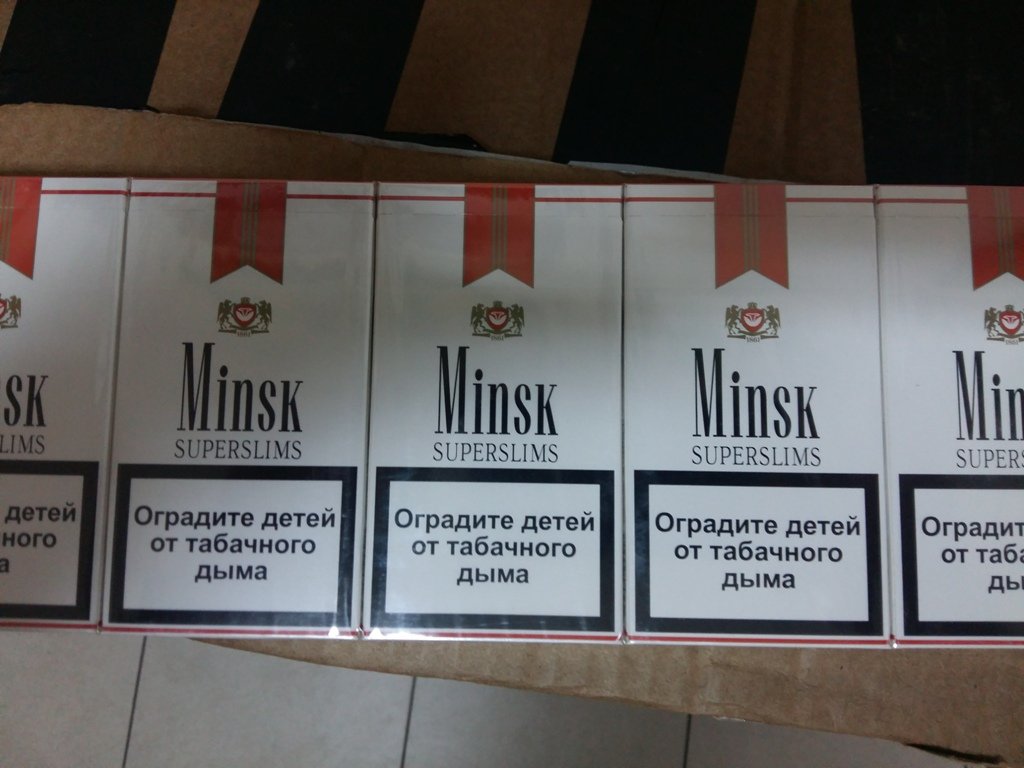 Minsk
SUPERSLIMS
Оградите детей
от табачного
дыма
Minsk
SUPERSLIMS
Оградите детей
от табачного
дыма
Minsk
SUPERSLIMS
Оградите детей
от табачного
дыма